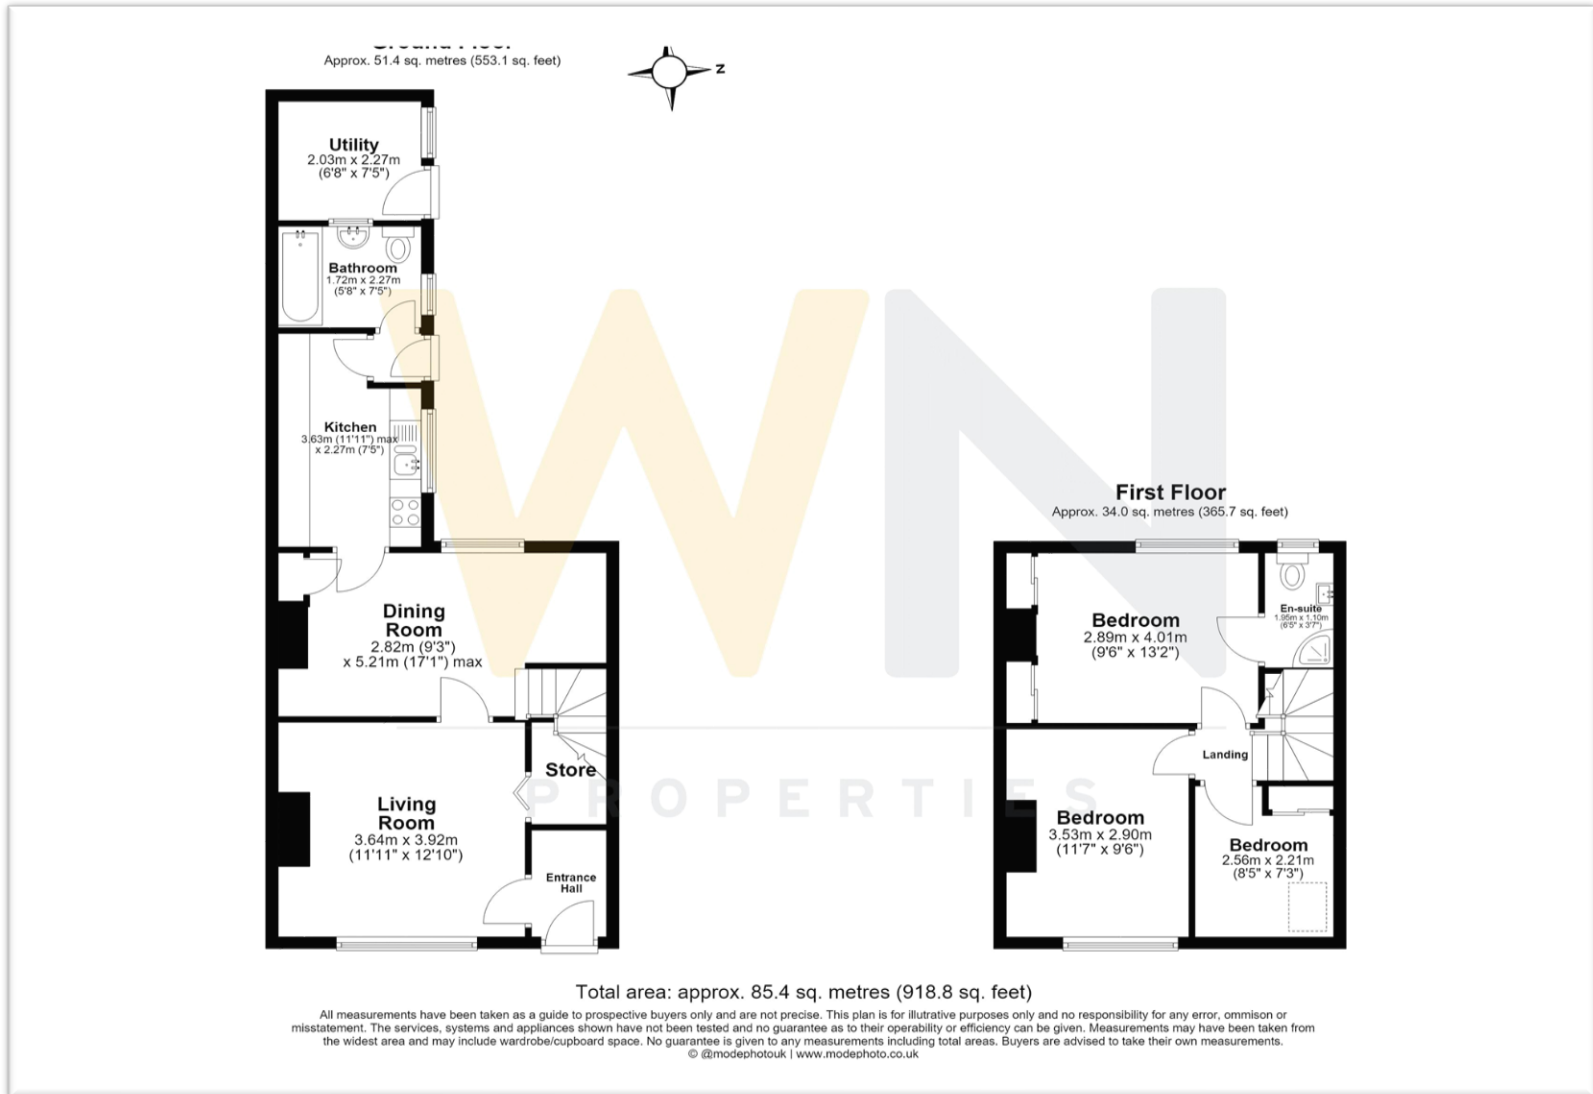 Ground Floor
Approx. 51.4 sq. metres (553.1 sq. feet)
Z
Utility
2.03m x 2.27m
(6'8" x 7'5")
Bathroom
1.72m x 2.27m
(5'8" x 7'5")
Kitchen
3.63m (11'11") max
x 2.27m (7'5")
Dining
Room
2.82m (9'3")
x 5.21m (17'1") max
Store
Living
Room
3.64m x 3.92m
(11'11" x 12'10")
Entrance
Hall
First Floor
Approx. 34.0 sq. metres (365.7 sq. feet)
Bedroom
2.89m x 4.01m
(9'6" x 13'2")
En-suite
1.95m x 1.10m
(6'5" x 3'7")
Landing
Bedroom
3.53m x 2.90m
(11'7" x 9'6")
Bedroom
2.56m x 2.21m
(8'5" x 7'3")
WN
PROPERTIES
Total area: approx. 85.4 sq. metres (918.8 sq. feet)
All measurements have been taken as a guide to prospective buyers only and are not precise. This plan is for illutrative purposes only and no responsibility for any error, ommison or
misstatement. The services, systems and appliances shown have not been tested and no guarantee as to their operability or efficiency can be given. Measurements may have been taken from
the widest area and may include wardrobe/cupboard space. No guarantee is given to any measurements including total areas. Buyers are advised to take their own measurements.
© @modephotouk | www.modephoto.co.uk